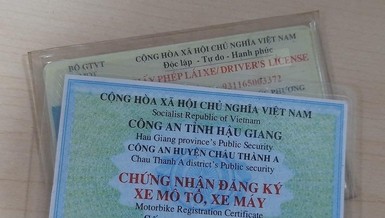 BỘ GTVT
CỘNG HÒA XÃ HỘI CHỦ NGHĨA VIỆT NAM
Độc lập - Tự do - Hạnh phúc
PHÉP LÁI XE/ DRIVER'S LICENSE
PHƯƠNG
CỘNG HÒA XÃ HỘI CHỦ NGHĨA VIỆT NAM
Socialist Republic of Vietnam
CÔNG AN TỈNH HẬU GIANG
Hau Giang province's Public Security
CÔNG AN HUYỆN CHÂU THÀNH A
Chau Thanh A district's Public security
CHỨNG NHẬN ĐĂNG KÝ
XE MÔ TÔ, XE MÁY
Motorbike Registration Certificate